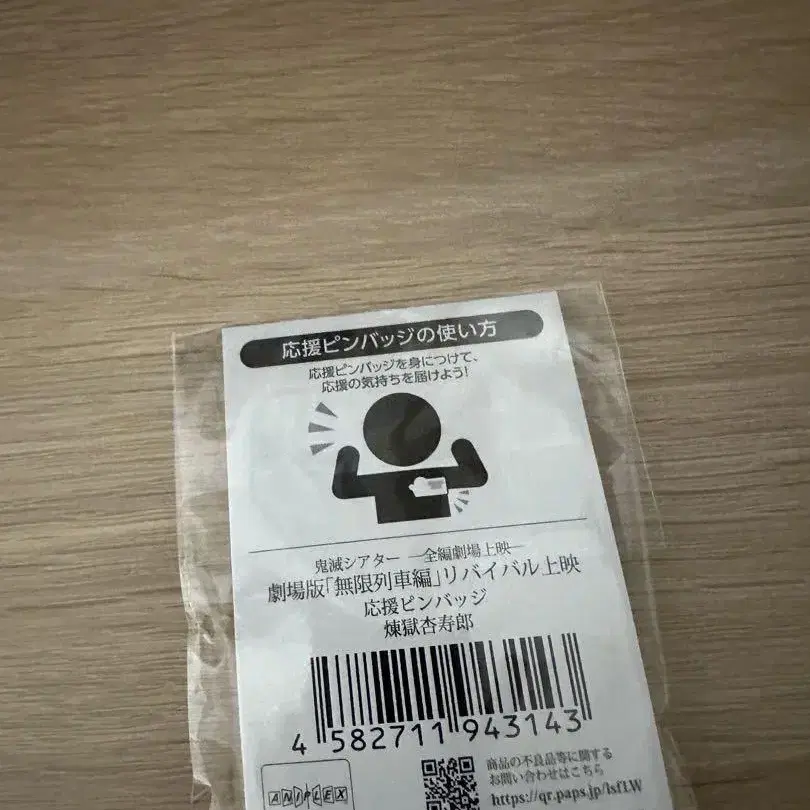 応援ピンバッジの使い方
応援ピンバッジを身につけて、
応援の気持ちを届けよう!
鬼滅シアター ―全編劇場上映―
劇場版「無限列車編」リバイバル上映
応援ピンバッジ
煉獄杏寿郎
4 582711 943143
ANIPLEX
商品の不良品等に関する
お問い合わせはこちら
https://qr.paps.jp/lsf1W